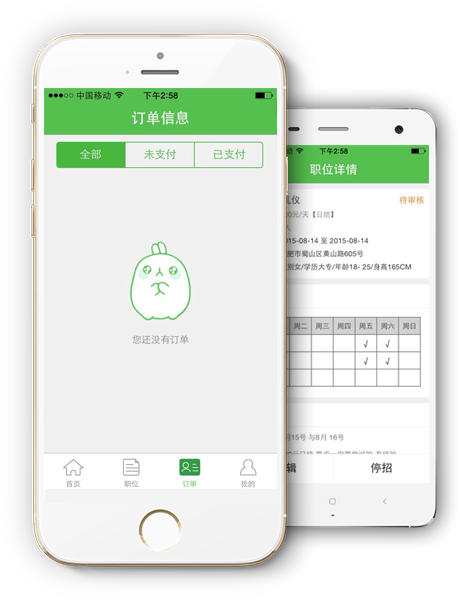 中国移动 下午2:58
订单信息
全部 未支付 已支付
您还没有订单
首页 职位 订单 我的
下午2:58
职位详情
礼仪 待审核
00元/天【日结】
015-08-14 至 2015-08-14
肥市蜀山区黄山路605号
别女/学历大专/年龄18- 25/身高165CM
周二 周三 周四 周五 周六 周日
√ √
√ √
月15号 与8月 16号
辑 停招